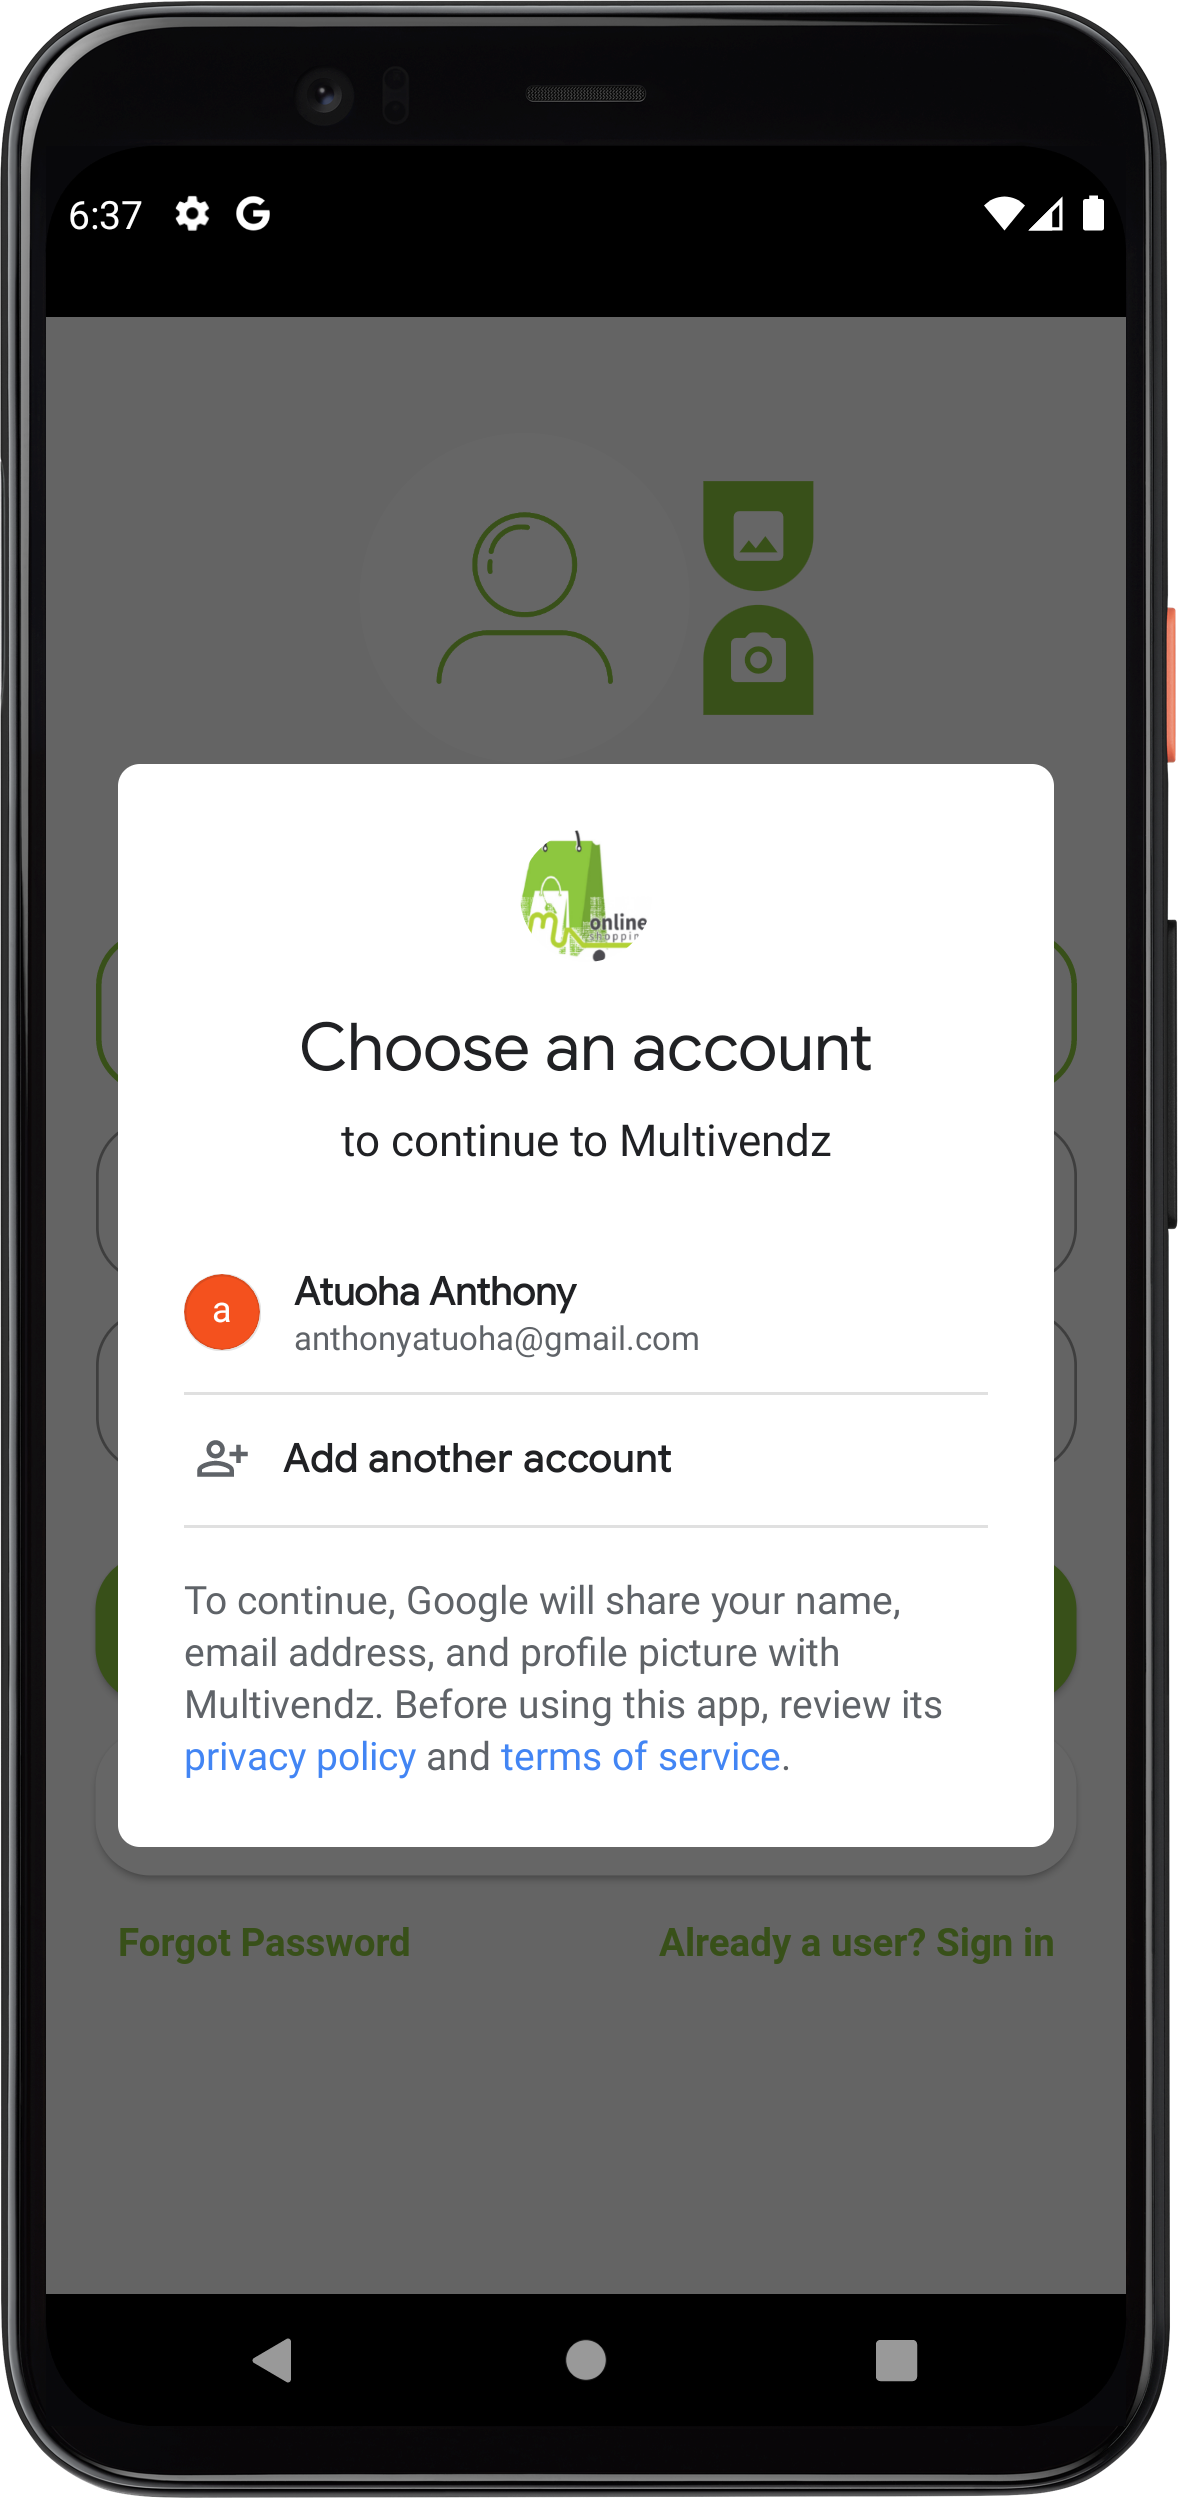 6:37
online
shoppin
Choose an account
to continue to Multivendz
a
Atuoha Anthony
anthonyatuoha@gmail.com
Add another account
To continue, Google will share your name,
email address, and profile picture with
Multivendz. Before using this app, review its
privacy policy and terms of service.
Forgot Password
Already a user? Sign in